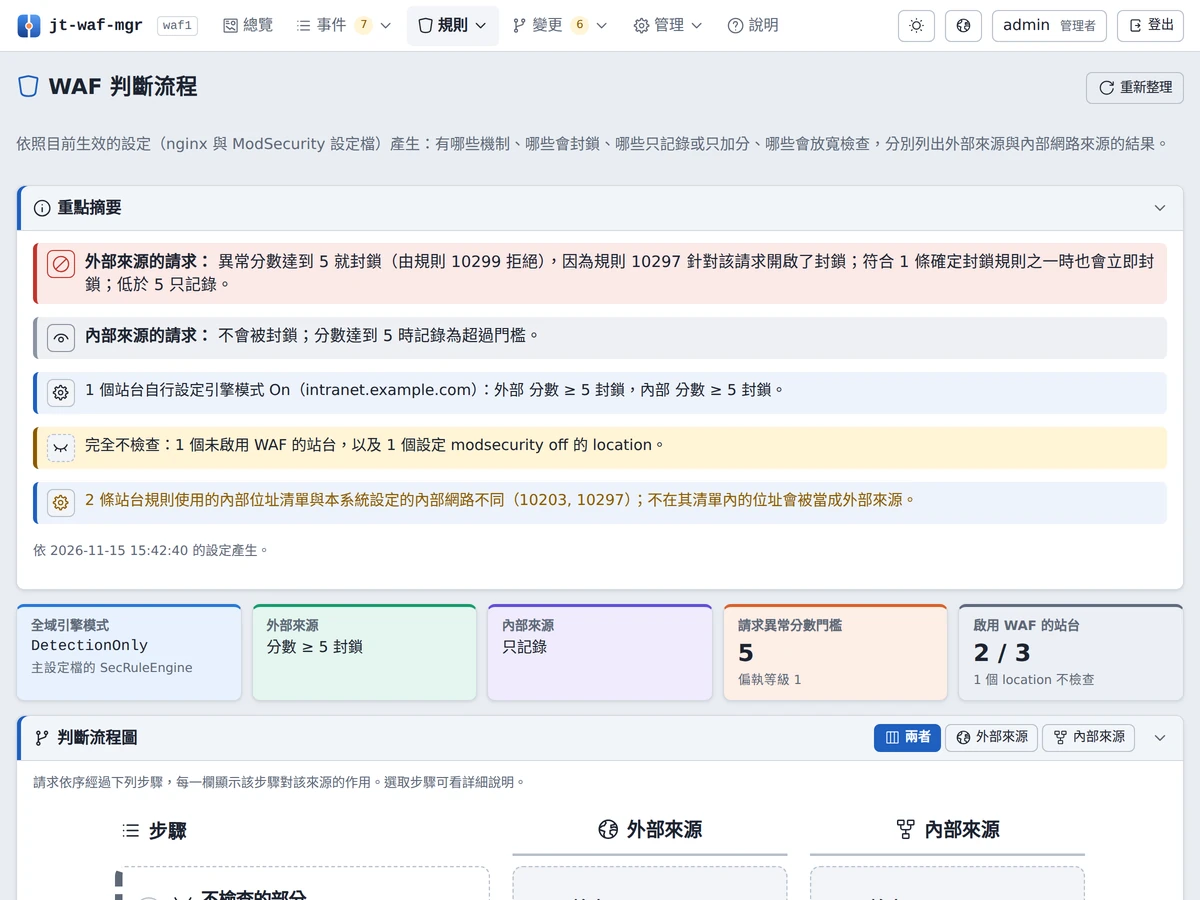 jt-waf-mgr waf1 總覽 事件 7 規則 變更 6 管理 說明 admin 管理者 登出
WAF 判斷流程
重新整理
依照目前生效的設定（nginx 與 ModSecurity 設定檔）產生：有哪些機制、哪些會封鎖、哪些只記錄或只加分、哪些會放寬檢查，分別列出外部來源與內部網路來源的結果。
重點摘要
外部來源的請求： 異常分數達到 5 就封鎖（由規則 10299 拒絕），因為規則 10297 針對該請求開啟了封鎖；符合 1 條確定封鎖規則之一時也會立即封
鎖；低於 5 只記錄。
內部來源的請求： 不會被封鎖；分數達到 5 時記錄為超過門檻。
1 個站台自行設定引擎模式 On（intranet.example.com）：外部 分數 ≥ 5 封鎖，內部 分數 ≥ 5 封鎖。
完全不檢查：1 個未啟用 WAF 的站台，以及 1 個設定 modsecurity off 的 location。
2 條站台規則使用的內部位址清單與本系統設定的內部網路不同（10203, 10297）；不在其清單內的位址會被當成外部來源。
依 2026-11-15 15:42:40 的設定產生。
全域引擎模式
DetectionOnly
主設定檔的 SecRuleEngine
外部來源
分數 ≥ 5 封鎖
內部來源
只記錄
請求異常分數門檻
5
偏執等級 1
啟用 WAF 的站台
2 / 3
1 個 location 不檢查
判斷流程圖
兩者 外部來源 內部來源
請求依序經過下列步驟，每一欄顯示該步驟對該來源的作用。選取步驟可看詳細說明。
步驟 外部來源 內部來源
不檢查的部分